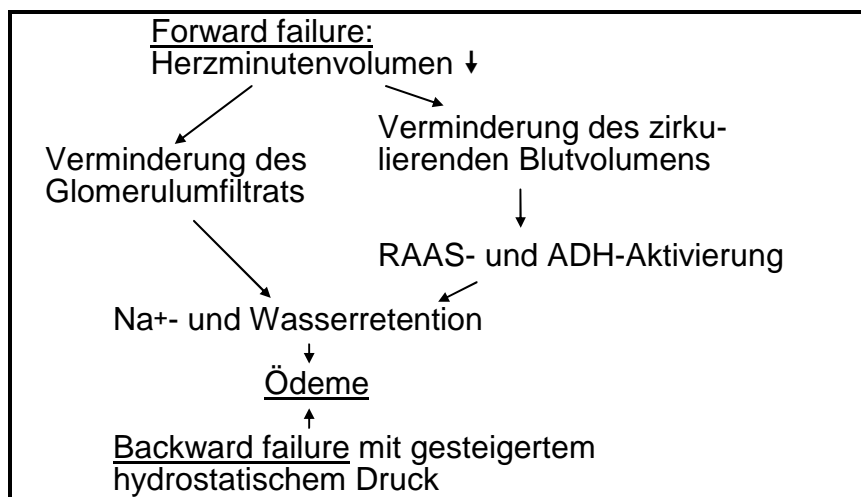 Forward failure:
Herzminutenvolumen ↓
Verminderung des
Glomerulumfiltrats
Verminderung des zirku-
lierenden Blutvolumens
RAAS- und ADH-Aktivierung
Na+- und Wasserretention
Ödeme
Backward failure mit gesteigertem
hydrostatischem Druck